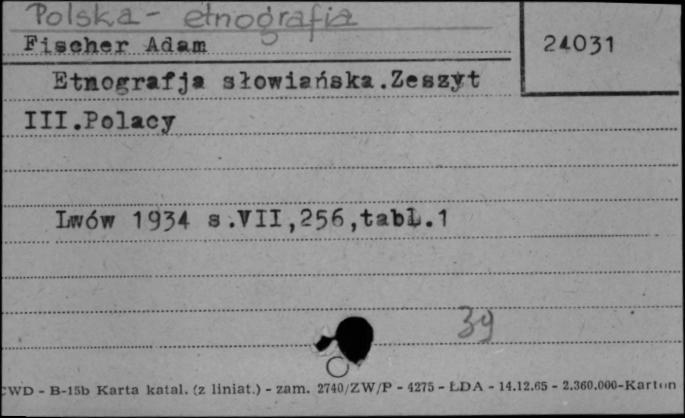 Polska - etnografia
Fischer Adam
24031
Etnografja słowiańska.Zeszyt
III.Polacy
Lwów 1934 s.VII,256,tabl.1
39
CWD - B-15b Karta katal. (z liniat.) - zam. 2740/ZW/P - 4275 - ŁDA - 14.12.65 - 2.360.000-Karton